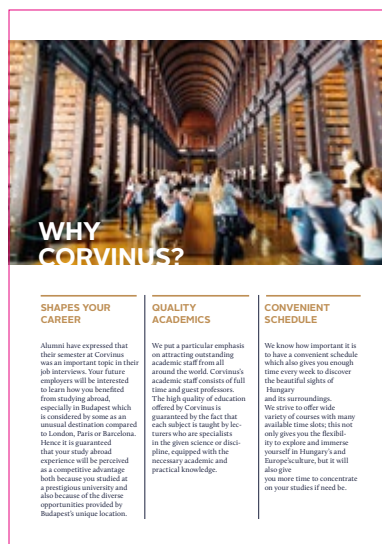 WHY
CORVINUS?
SHAPES YOUR
CAREER
Alumni have expressed that
their semester at Corvinus
was an important topic in their
job interviews. Your future
employers will be interested
to learn how you benefited
from studying abroad,
especially in Budapest which
is considered by some as an
unusual destination compared
to London, Paris or Barcelona.
Hence it is guaranteed
that your study abroad
experience will be perceived
as a competitive advantage
both because you studied at
a prestigious university and
also because of the diverse
opportunities provided by
Budapest's unique location.
QUALITY
ACADEMICS
We put a particular emphasis
on attracting outstanding
academic staff from all
around the world. Corvinus's
academic staff consists of full
time and guest professors.
The high quality of education
offered by Corvinus is
guaranteed by the fact that
each subject is taught by lec-
turers who are specialists
in the given science or disci-
pline, equipped with the
necessary academic and
practical knowledge.
CONVENIENT
SCHEDULE
We know how important it is
to have a convenient schedule
which also gives you enough
time every week to discover
the beautiful sights of
Hungary
and its surroundings.
We strive to offer wide
variety of courses with many
available time slots; this not
only gives you the flexibil-
ity to explore and immerse
yourself in Hungary's and
Europe'sculture, but it will
also give
you more time to concentrate
on your studies if need be.